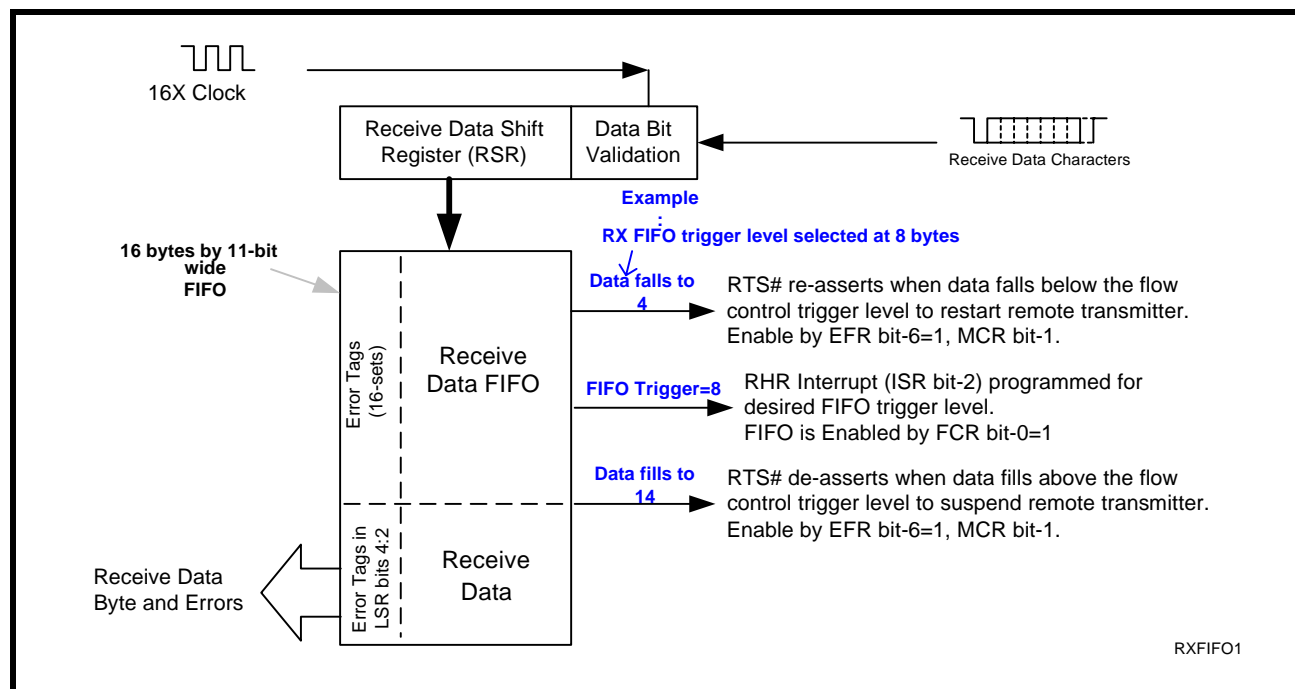 16X Clock
Receive Data Shift
Register (RSR)
Data Bit
Validation
Receive Data Characters
Example
:
RX FIFO trigger level selected at 8 bytes
16 bytes by 11-bit
wide
FIFO
Error Tags
(16-sets)
Receive
Data FIFO
Data falls to
4
RTS# re-asserts when data falls below the flow
control trigger level to restart remote transmitter.
Enable by EFR bit-6=1, MCR bit-1.
FIFO Trigger=8
RHR Interrupt (ISR bit-2) programmed for
desired FIFO trigger level.
FIFO is Enabled by FCR bit-0=1
Data fills to
14
RTS# de-asserts when data fills above the flow
control trigger level to suspend remote transmitter.
Enable by EFR bit-6=1, MCR bit-1.
Error Tags in
LSR bits 4:2
Receive
Data
Receive Data
Byte and Errors
RXFIFO1